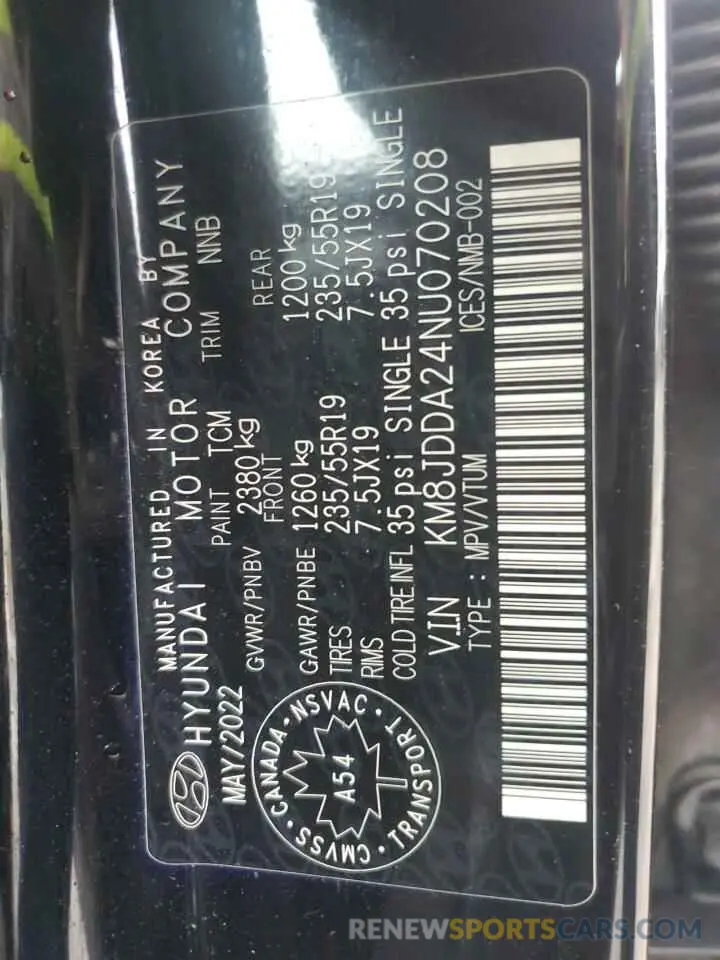 MANUFACTURED IN KOREA BY
HYUNDAI MOTOR COMPANY
MAY/2022 PAINT TCM TRIM NNB
GVWR/PNBV 2380 kg
FRONT REAR
GAWR/PNBE 1260 kg 1200 kg
TIRES 235/55R19 235/55R19
RIMS 7.5JX19 7.5JX19
COLD TIRE INFL 35 psi SINGLE 35 psi SINGLE
VIN KM8JDDA24NU070208
TYPE : MPV/VTUM ICES/NMB-002
CANADA · NSVAC · TRANSPORT · CMVSS ·
A54
RENEWSPORTSCARS.COM